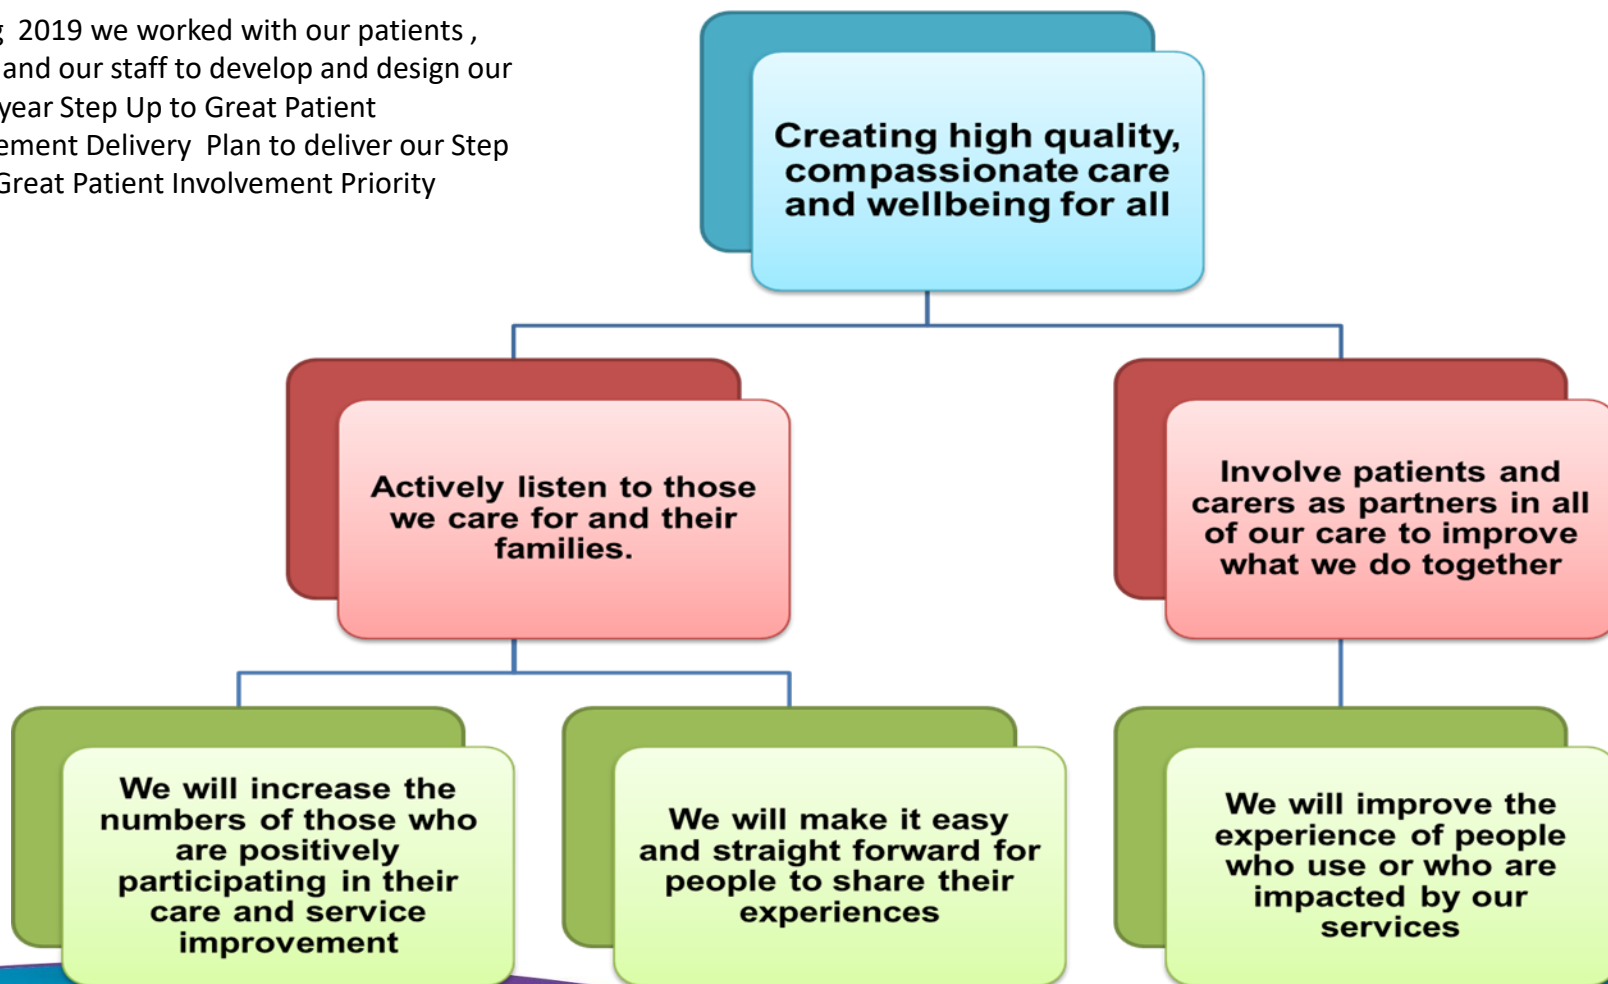 g 2019 we worked with our patients ,
and our staff to develop and design our
year Step Up to Great Patient
ement Delivery Plan to deliver our Step
Great Patient Involvement Priority
Creating high quality,
compassionate care
and wellbeing for all
Actively listen to those
we care for and their
families.
Involve patients and
carers as partners in all
of our care to improve
what we do together
We will increase the
numbers of those who
are positively
participating in their
care and service
improvement
We will make it easy
and straight forward for
people to share their
experiences
We will improve the
experience of people
who use or who are
impacted by our
services